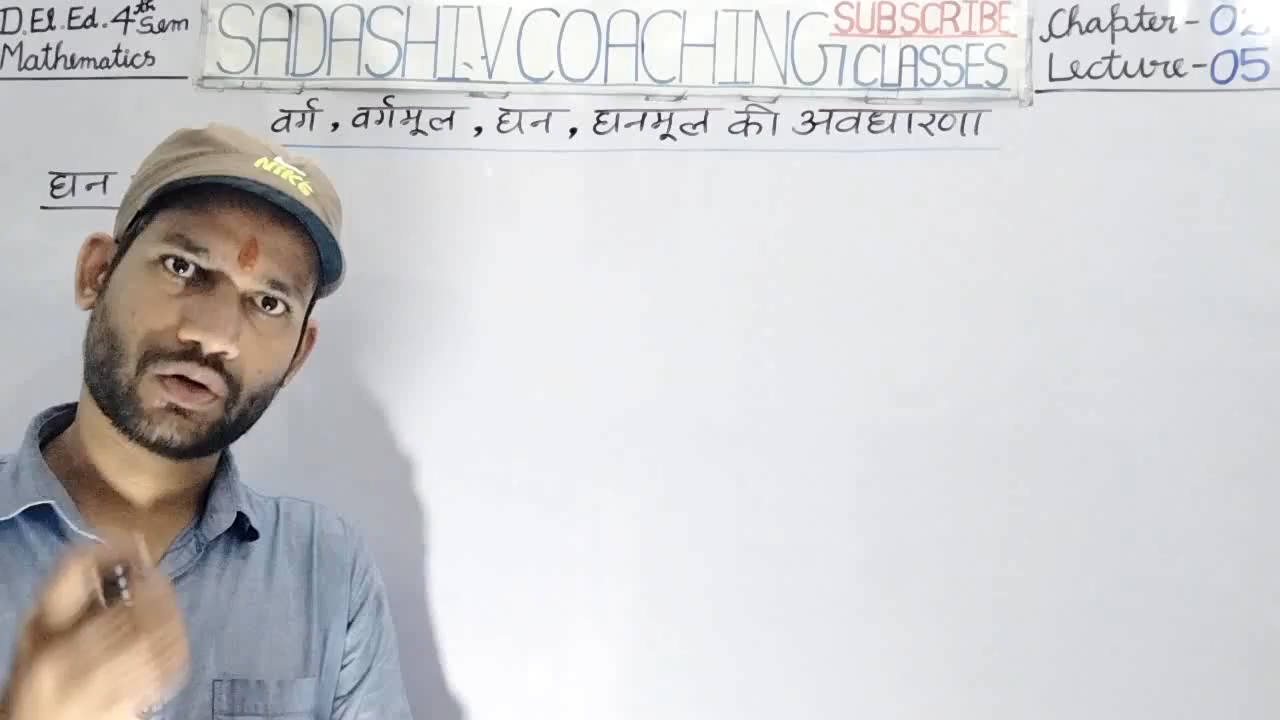 D.El.Ed. 4th Sem
Mathematics
SADASHIV COACHING CLASSES
SUBSCRIBE
Chapter - 02
Lecture - 05
वर्ग, वर्गमूल, घन, घनमूल की अवधारणा
घन
NIKE